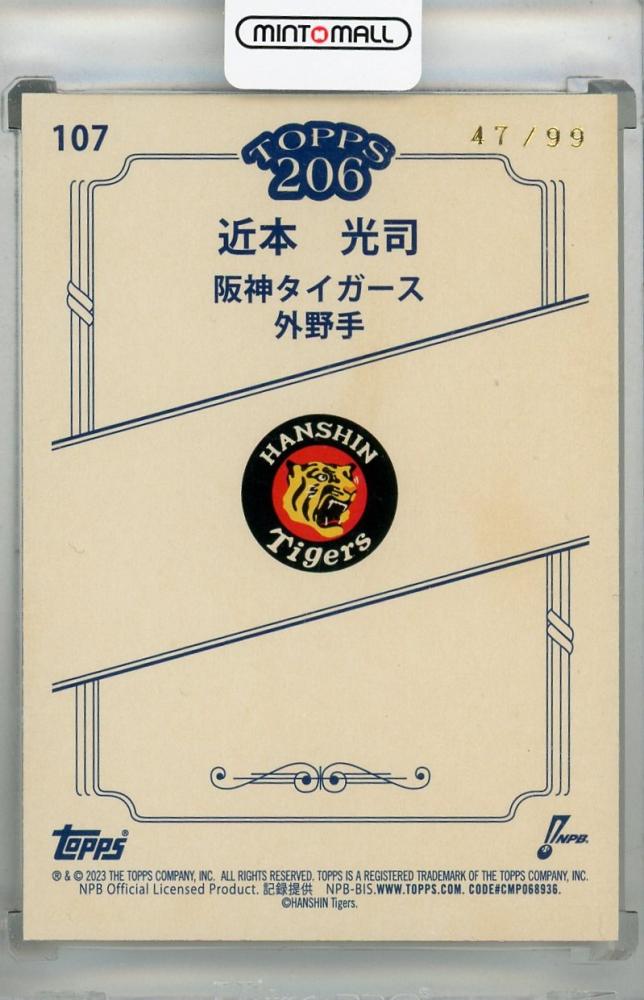 MINT MALL
107
47/99
TOPPS
206
近本 光司
阪神タイガース
外野手
HANSHIN
Tigers
Topps®
NPB.
® & © 2023 THE TOPPS COMPANY, INC. ALL RIGHTS RESERVED. TOPPS IS A REGISTERED TRADEMARK OF THE TOPPS COMPANY, INC.
NPB Official Licensed Product. 記録提供 NPB-BIS.WWW.TOPPS.COM. CODE#CMP068936.
©HANSHIN Tigers.